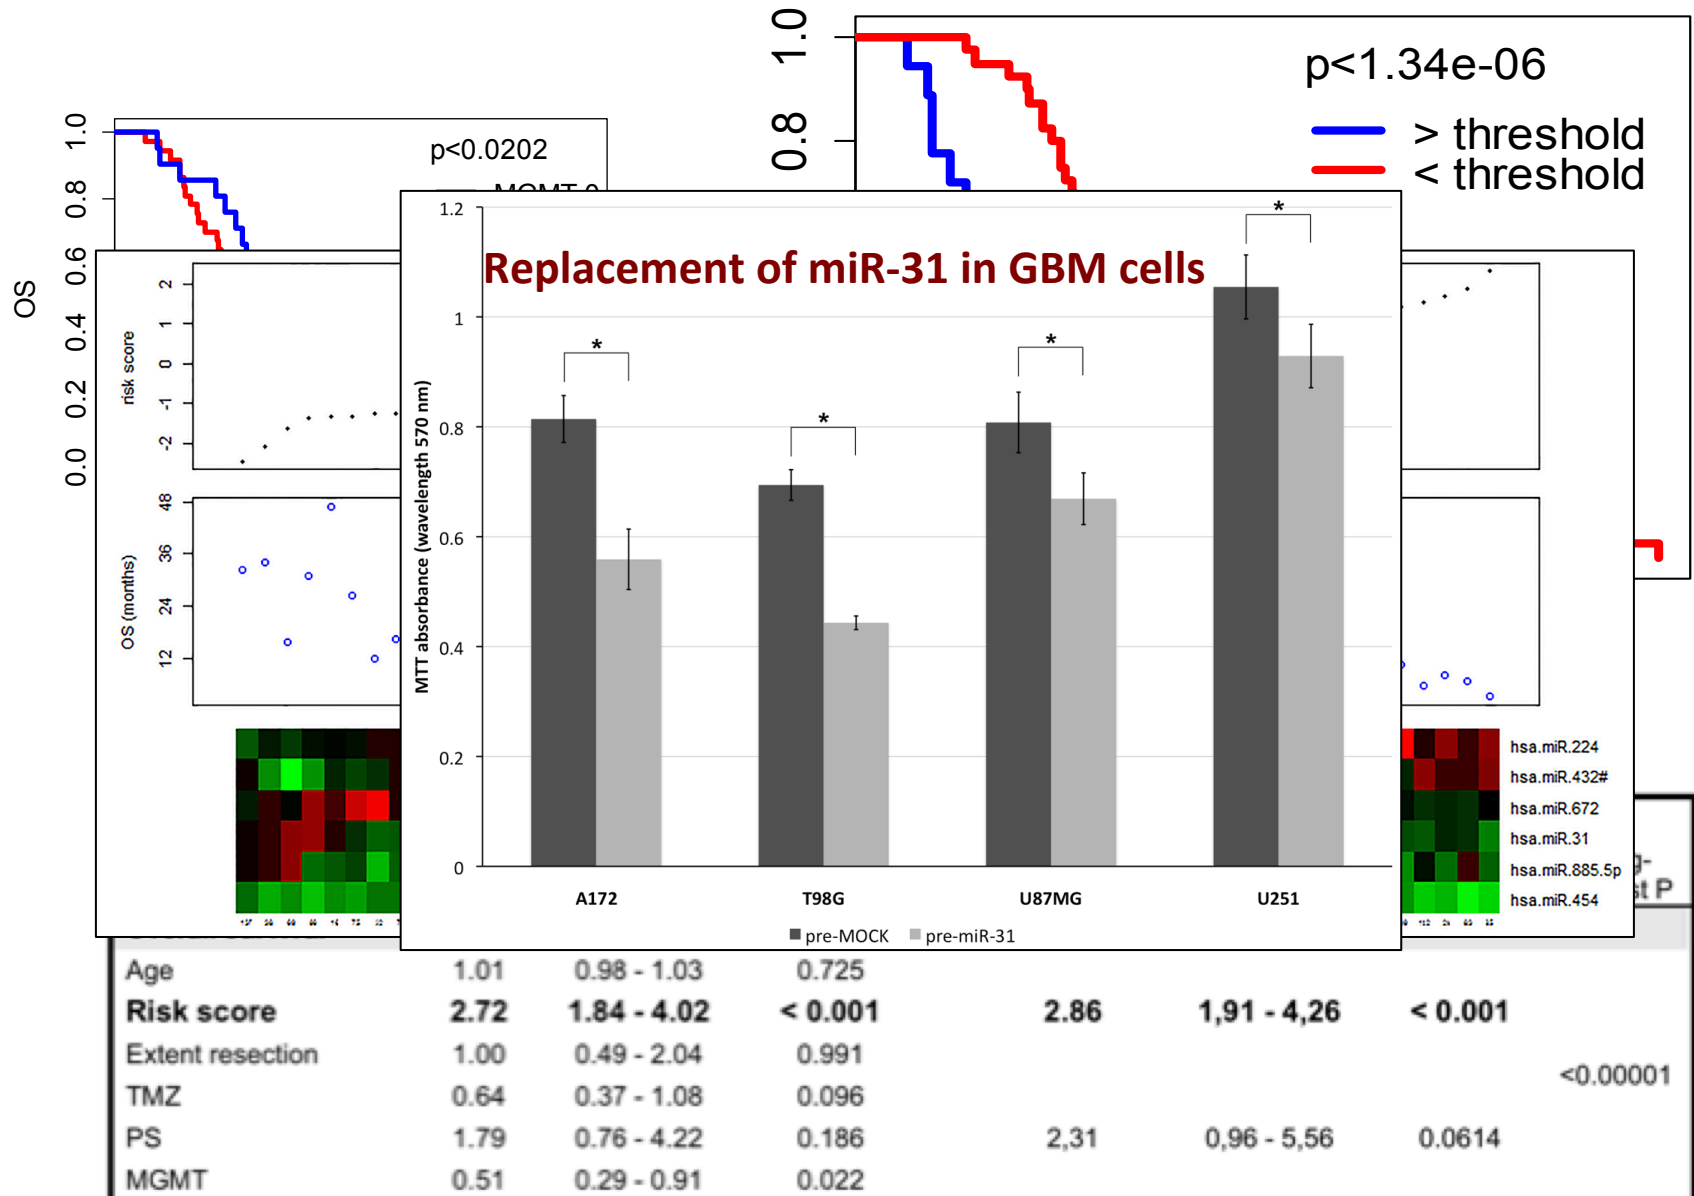 1.0
0.8
p<1.34e-06
> threshold
< threshold
OS
1.0
0.8
0.6
0.4
0.2
0.0
p<0.0202
risk score
2
1
0
-1
-2
OS (months)
48
36
24
12
Replacement of miR-31 in GBM cells
MTT absorbance (wavelength 570 nm)
1.2
1
0.8
0.6
0.4
0.2
0
*
*
*
*
A172 T98G U87MG U251
pre-MOCK pre-miR-31
hsa.miR.224
hsa.miR.432#
hsa.miR.672
hsa.miR.31
hsa.miR.885.5p
hsa.miR.454
st P
Age 1.01 0.98 - 1.03 0.725
Risk score 2.72 1.84 - 4.02 < 0.001 2.86 1,91 - 4,26 < 0.001
Extent resection 1.00 0.49 - 2.04 0.991
<0.00001
TMZ 0.64 0.37 - 1.08 0.096
PS 1.79 0.76 - 4.22 0.186 2,31 0,96 - 5,56 0.0614
MGMT 0.51 0.29 - 0.91 0.022